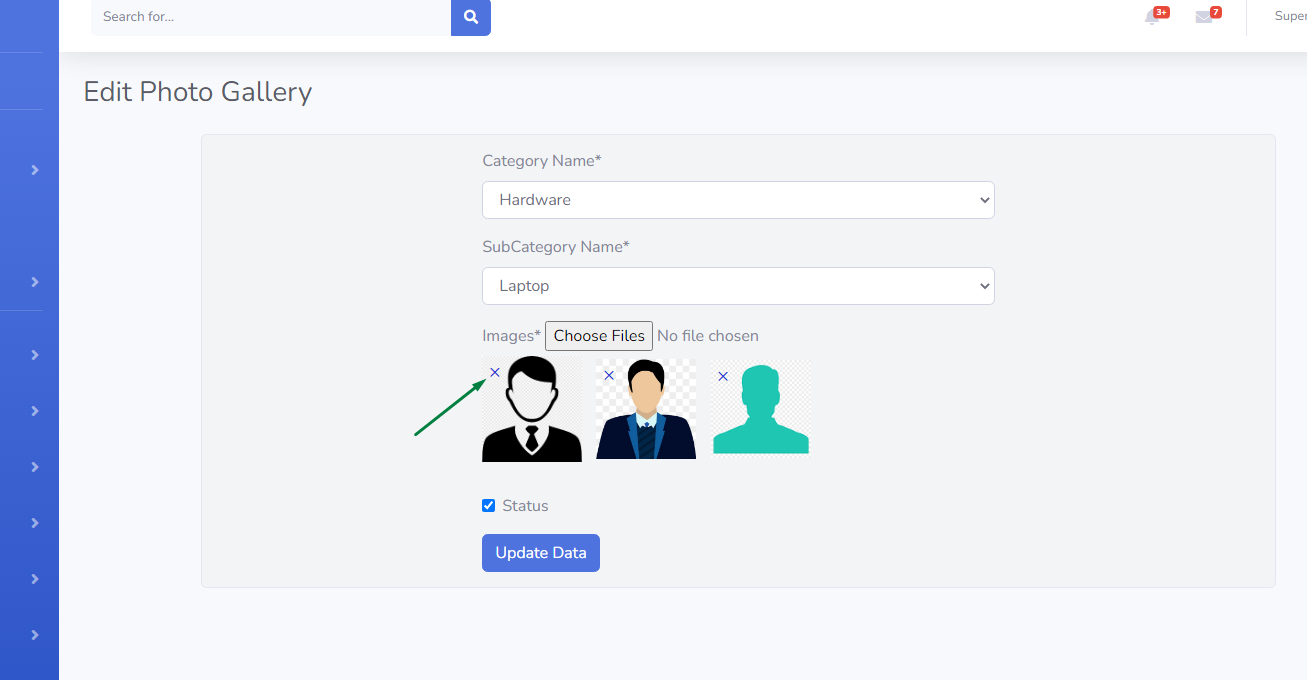 Search for...
3+
7
Super
Edit Photo Gallery
Category Name*
Hardware
SubCategory Name*
Laptop
Images* Choose Files No file chosen
Status
Update Data